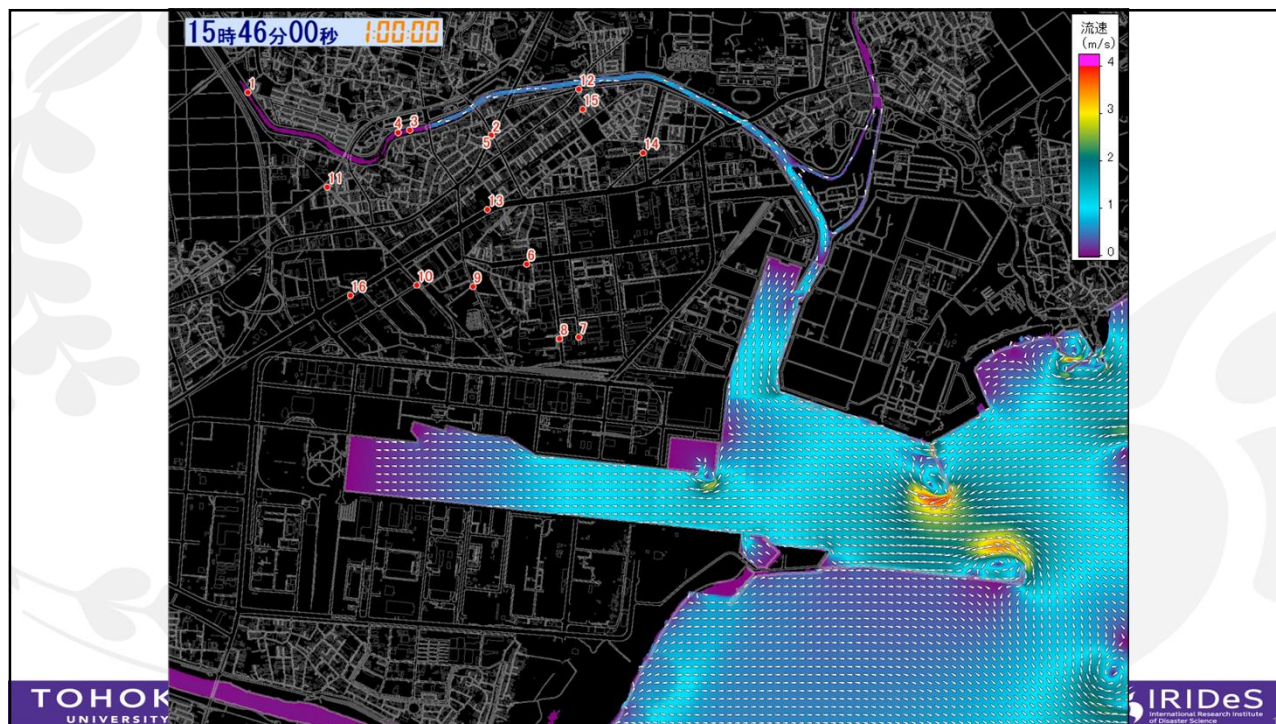 15時46分00秒 1:00:00
流速
(m/s)
4
3
2
1
0
1
12
15
4
3
2
5
14
11
13
6
10
9
16
8
7
TOHOK
UNIVERSITY
IRIDeS
International Research Institute
of Disaster Science